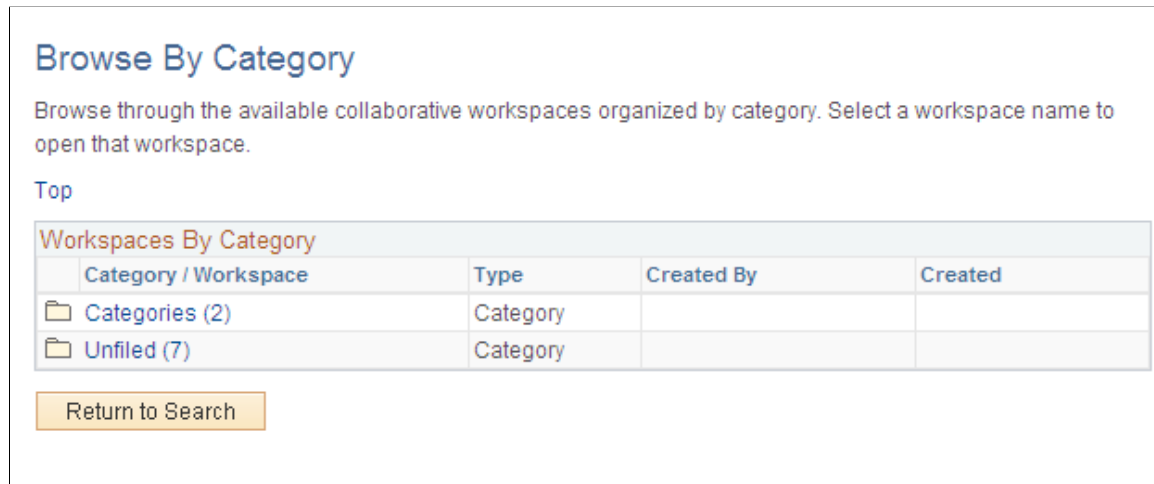 Browse By Category
Browse through the available collaborative workspaces organized by category. Select a workspace name to
open that workspace.
Top
Workspaces By Category
Category / Workspace Type Created By Created
Categories (2) Category
Unfiled (7) Category
Return to Search